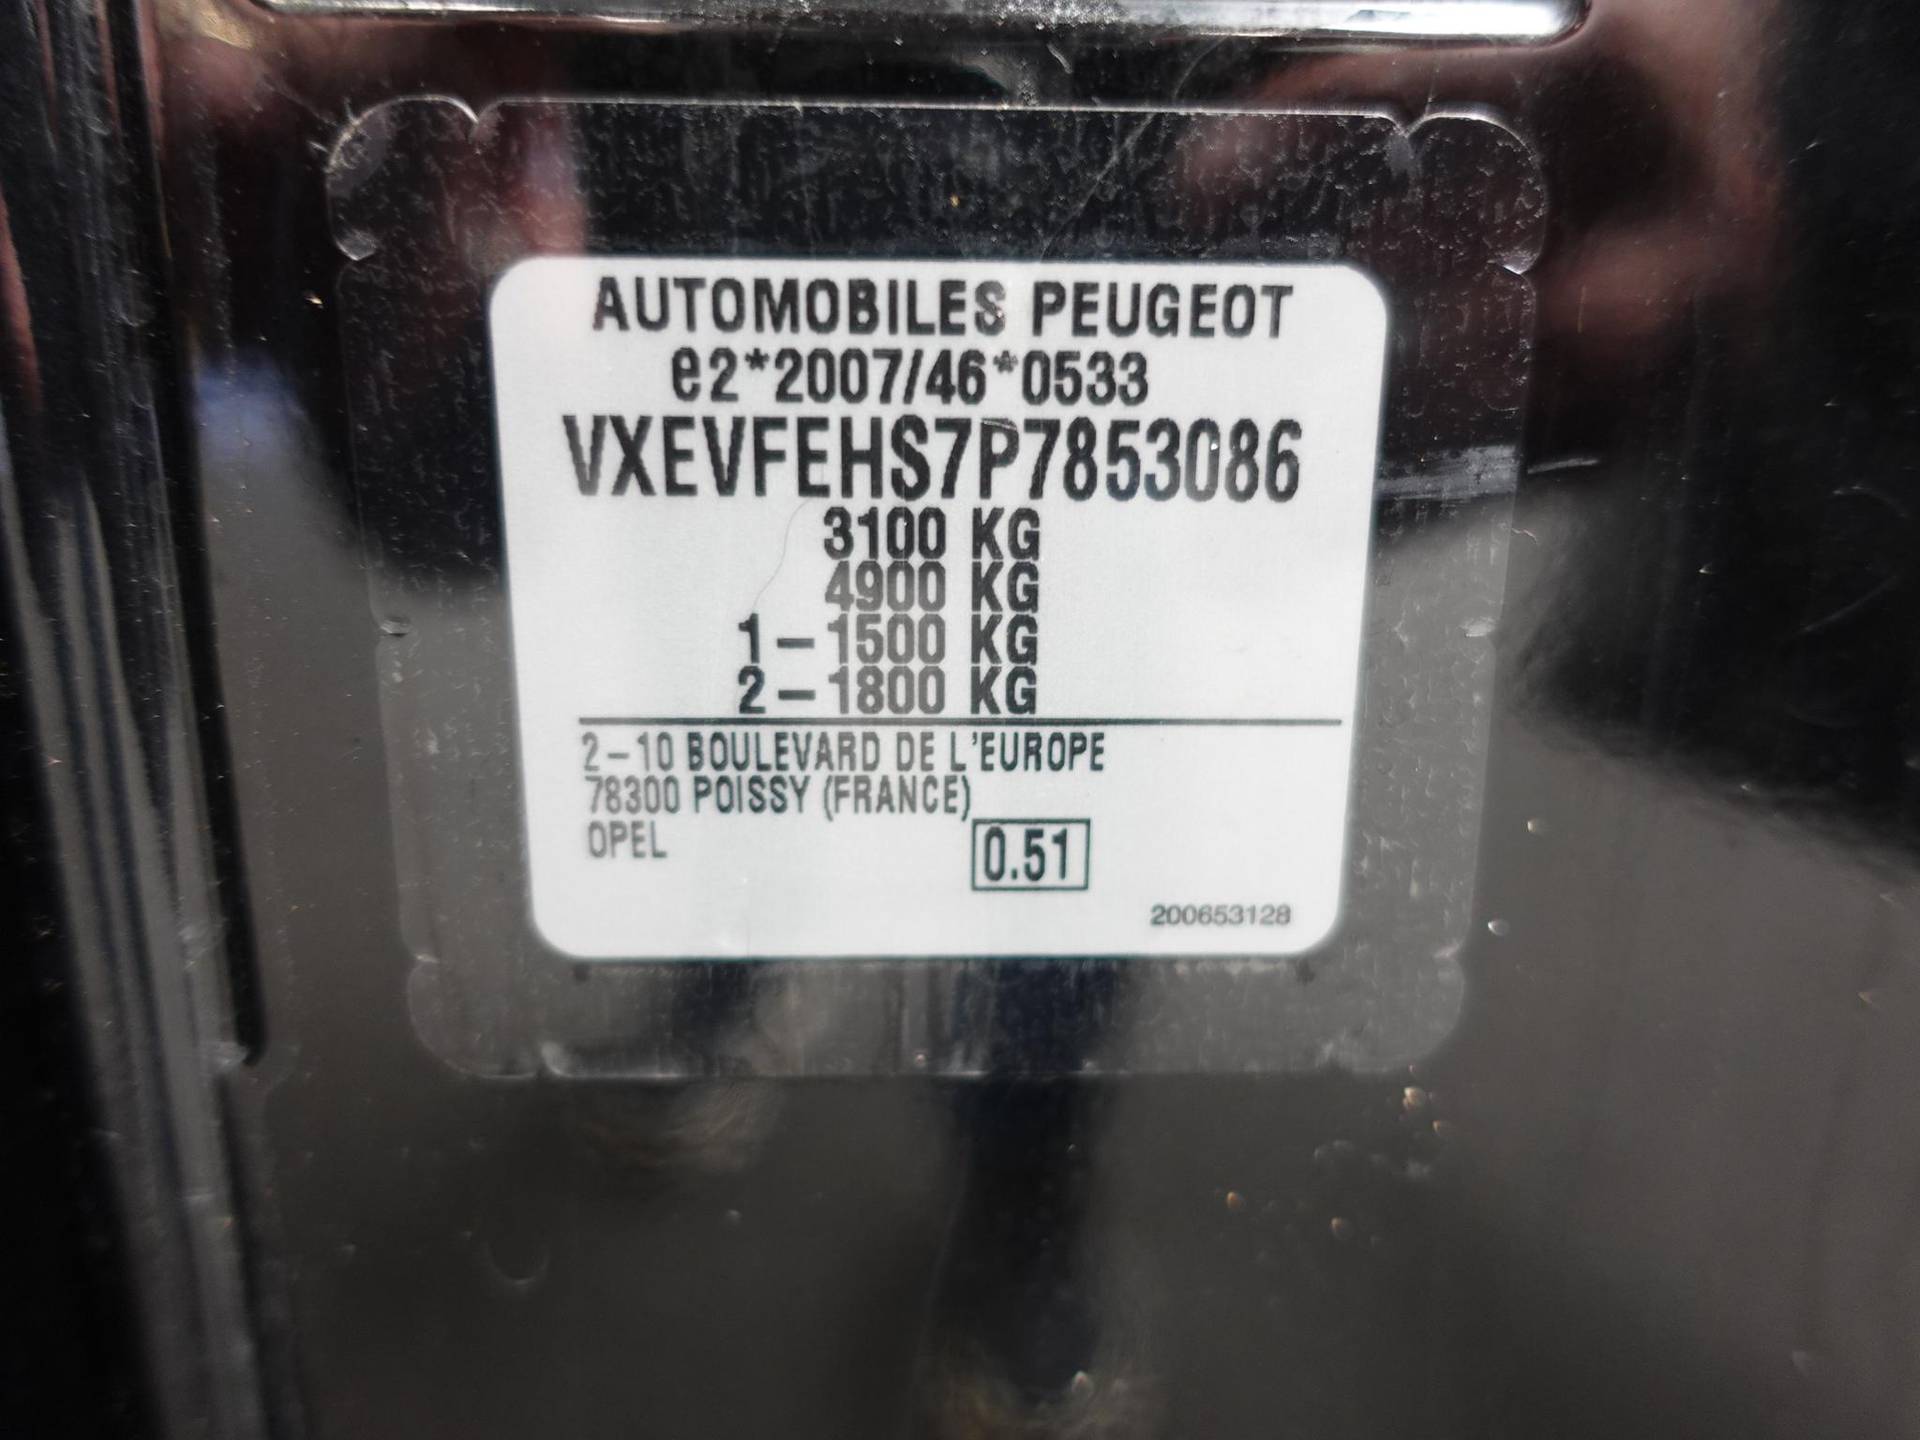 AUTOMOBILES PEUGEOT
e2*2007/46*0533
VXEVFEHS7P7853086
3100 KG
4900 KG
1-1500 KG
2-1800 KG
2-10 BOULEVARD DE L'EUROPE
78300 POISSY (FRANCE)
OPEL
0.51
200653128